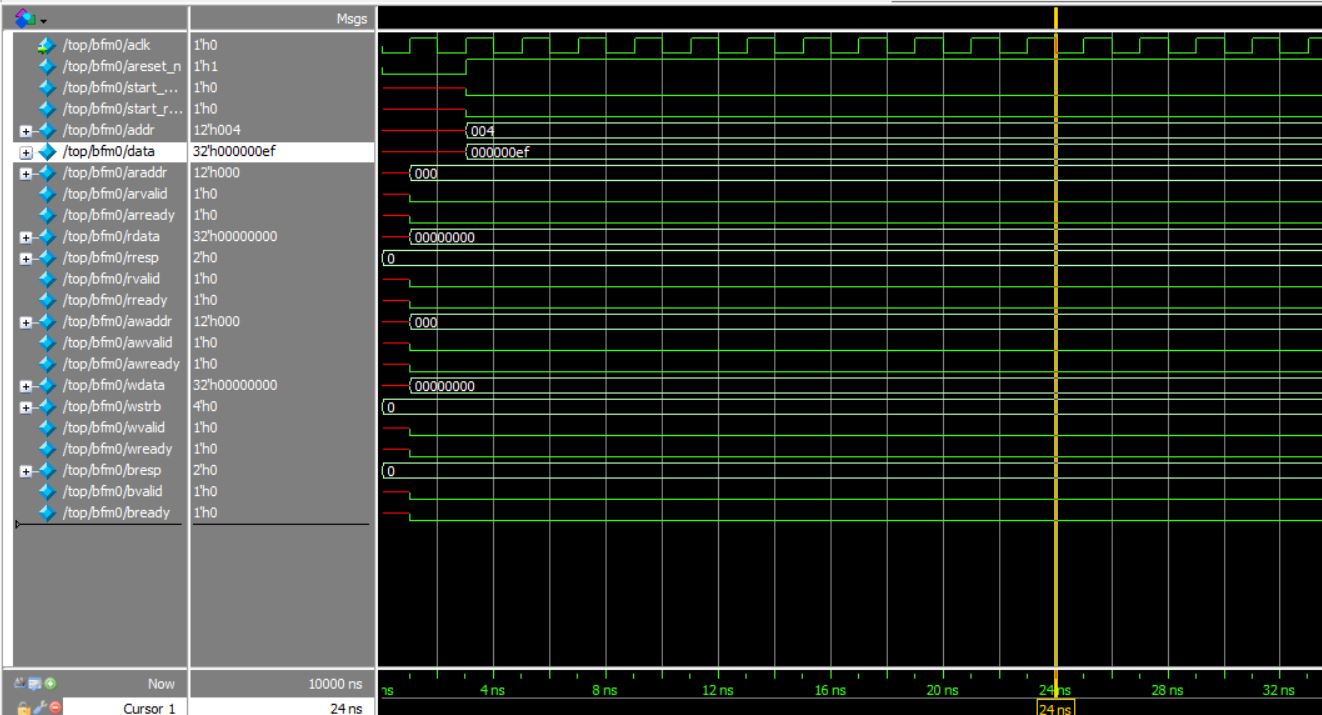 Msgs
/top/bfm0/aclk 1'h0
/top/bfm0/areset_n 1'h1
/top/bfm0/start_... 1'h0
/top/bfm0/start_r... 1'h0
/top/bfm0/addr 12'h004 004
/top/bfm0/data 32'h000000ef 000000ef
/top/bfm0/araddr 12'h000 000
/top/bfm0/arvalid 1'h0
/top/bfm0/arready 1'h0
/top/bfm0/rdata 32'h00000000 00000000
/top/bfm0/rresp 2'h0 0
/top/bfm0/rvalid 1'h0
/top/bfm0/rready 1'h0
/top/bfm0/awaddr 12'h000 000
/top/bfm0/awvalid 1'h0
/top/bfm0/awready 1'h0
/top/bfm0/wdata 32'h00000000 00000000
/top/bfm0/wstrb 4'h0 0
/top/bfm0/wvalid 1'h0
/top/bfm0/wready 1'h0
/top/bfm0/bresp 2'h0 0
/top/bfm0/bvalid 1'h0
/top/bfm0/bready 1'h0
Now 10000 ns ns 4 ns 8 ns 12 ns 16 ns 20 ns 24 ns 28 ns 32 ns
Cursor 1 24 ns 24 ns